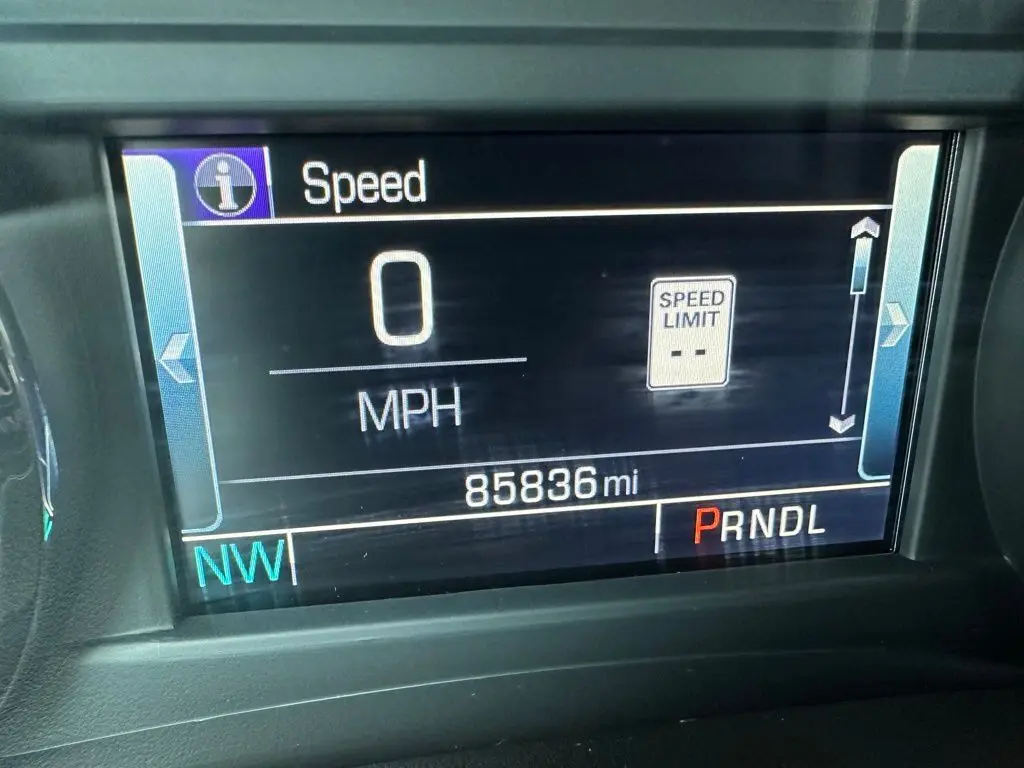 i Speed
0
MPH
SPEED
LIMIT
--
85836 mi
NW PRNDL